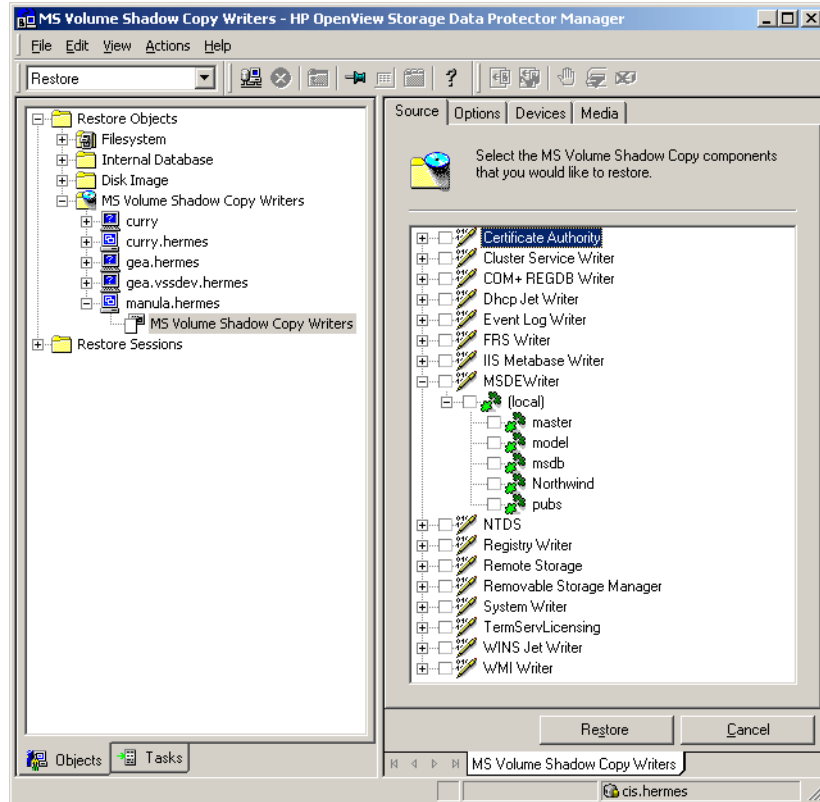 MS Volume Shadow Copy Writers - HP OpenView Storage Data Protector Manager
File Edit View Actions Help
Restore
Restore Objects
Filesystem
Internal Database
Disk Image
MS Volume Shadow Copy Writers
curry
curry.hermes
gea.hermes
gea.vssdev.hermes
manula.hermes
MS Volume Shadow Copy Writers
Restore Sessions
Objects Tasks
Source Options Devices Media
Select the MS Volume Shadow Copy components
that you would like to restore.
Certificate Authority
Cluster Service Writer
COM+ REGDB Writer
Dhcp Jet Writer
Event Log Writer
FRS Writer
IIS Metabase Writer
MSDEWriter
(local)
master
model
msdb
Northwind
pubs
NTDS
Registry Writer
Remote Storage
Removable Storage Manager
System Writer
TermServLicensing
WINS Jet Writer
WMI Writer
Restore Cancel
MS Volume Shadow Copy Writers
cis.hermes